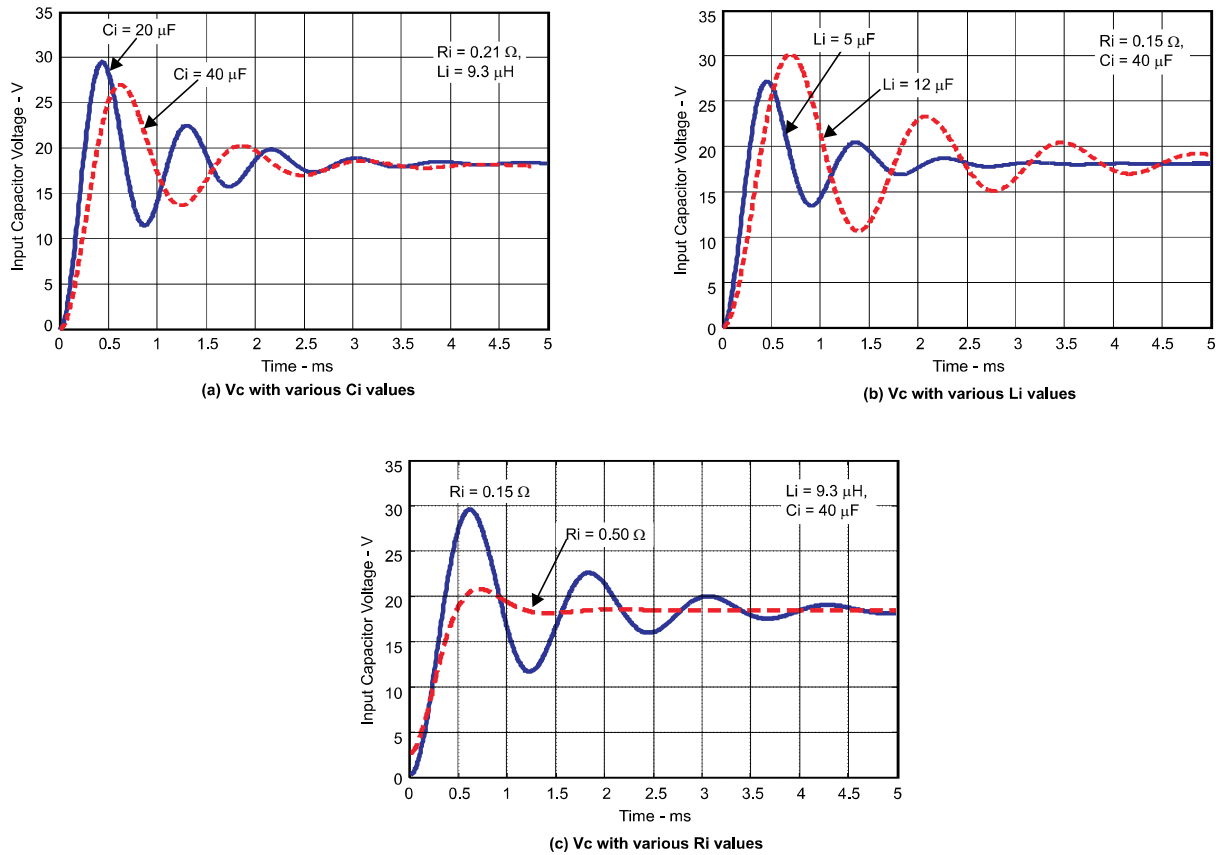 Ci = 20 μF
Ci = 40 μF
Ri = 0.21 Ω,
Li = 9.3 μH
Input Capacitor Voltage - V
35
30
25
20
15
10
5
0
0 0.5 1 1.5 2 2.5 3 3.5 4 4.5 5
Time - ms
(a) Vc with various Ci values
Li = 5 μF
Li = 12 μF
Ri = 0.15 Ω,
Ci = 40 μF
Input Capacitor Voltage - V
35
30
25
20
15
10
5
0
0 0.5 1 1.5 2 2.5 3 3.5 4 4.5 5
Time - ms
(b) Vc with various Li values
Ri = 0.15 Ω
Ri = 0.50 Ω
Li = 9.3 μH,
Ci = 40 μF
Input Capacitor Voltage - V
35
30
25
20
15
10
5
0
0 0.5 1 1.5 2 2.5 3 3.5 4 4.5 5
Time - ms
(c) Vc with various Ri values